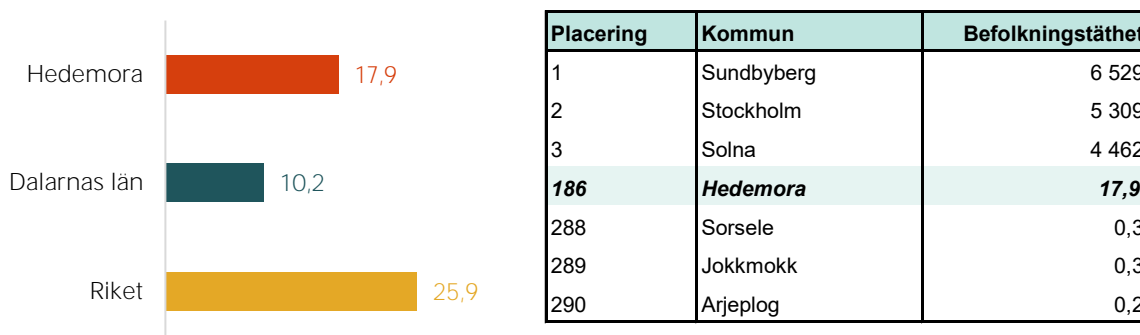 Hedemora 17,9
Dalarnas län 10,2
Riket 25,9
Placering Kommun Befolkningstäthet
1 Sundbyberg 6 529
2 Stockholm 5 309
3 Solna 4 462
186 Hedemora 17,9
288 Sorsele 0,3
289 Jokkmokk 0,3
290 Arjeplog 0,2